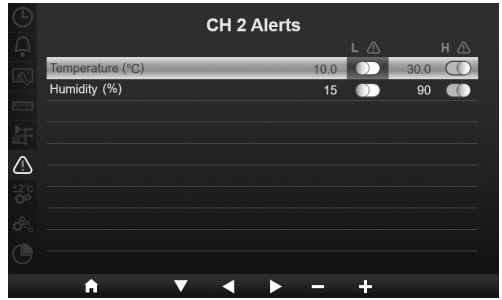 CH 2 Alerts
L H
Temperature (°C) 10.0 30.0
Humidity (%) 15 90
±2°C